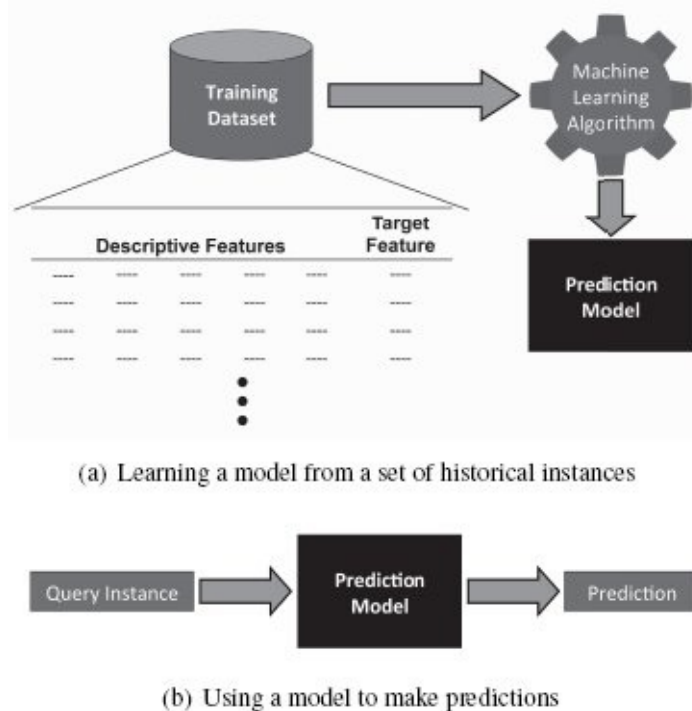 Training
Dataset
Machine
Learning
Algorithm
Target
Descriptive Features Feature
---- ---- ---- ---- ---- ----
---- ---- ---- ---- ---- ----
---- ---- ---- ---- ---- ----
---- ---- ---- ---- ---- ----
Prediction
Model
(a) Learning a model from a set of historical instances
Query Instance
Prediction
Model
Prediction
(b) Using a model to make predictions